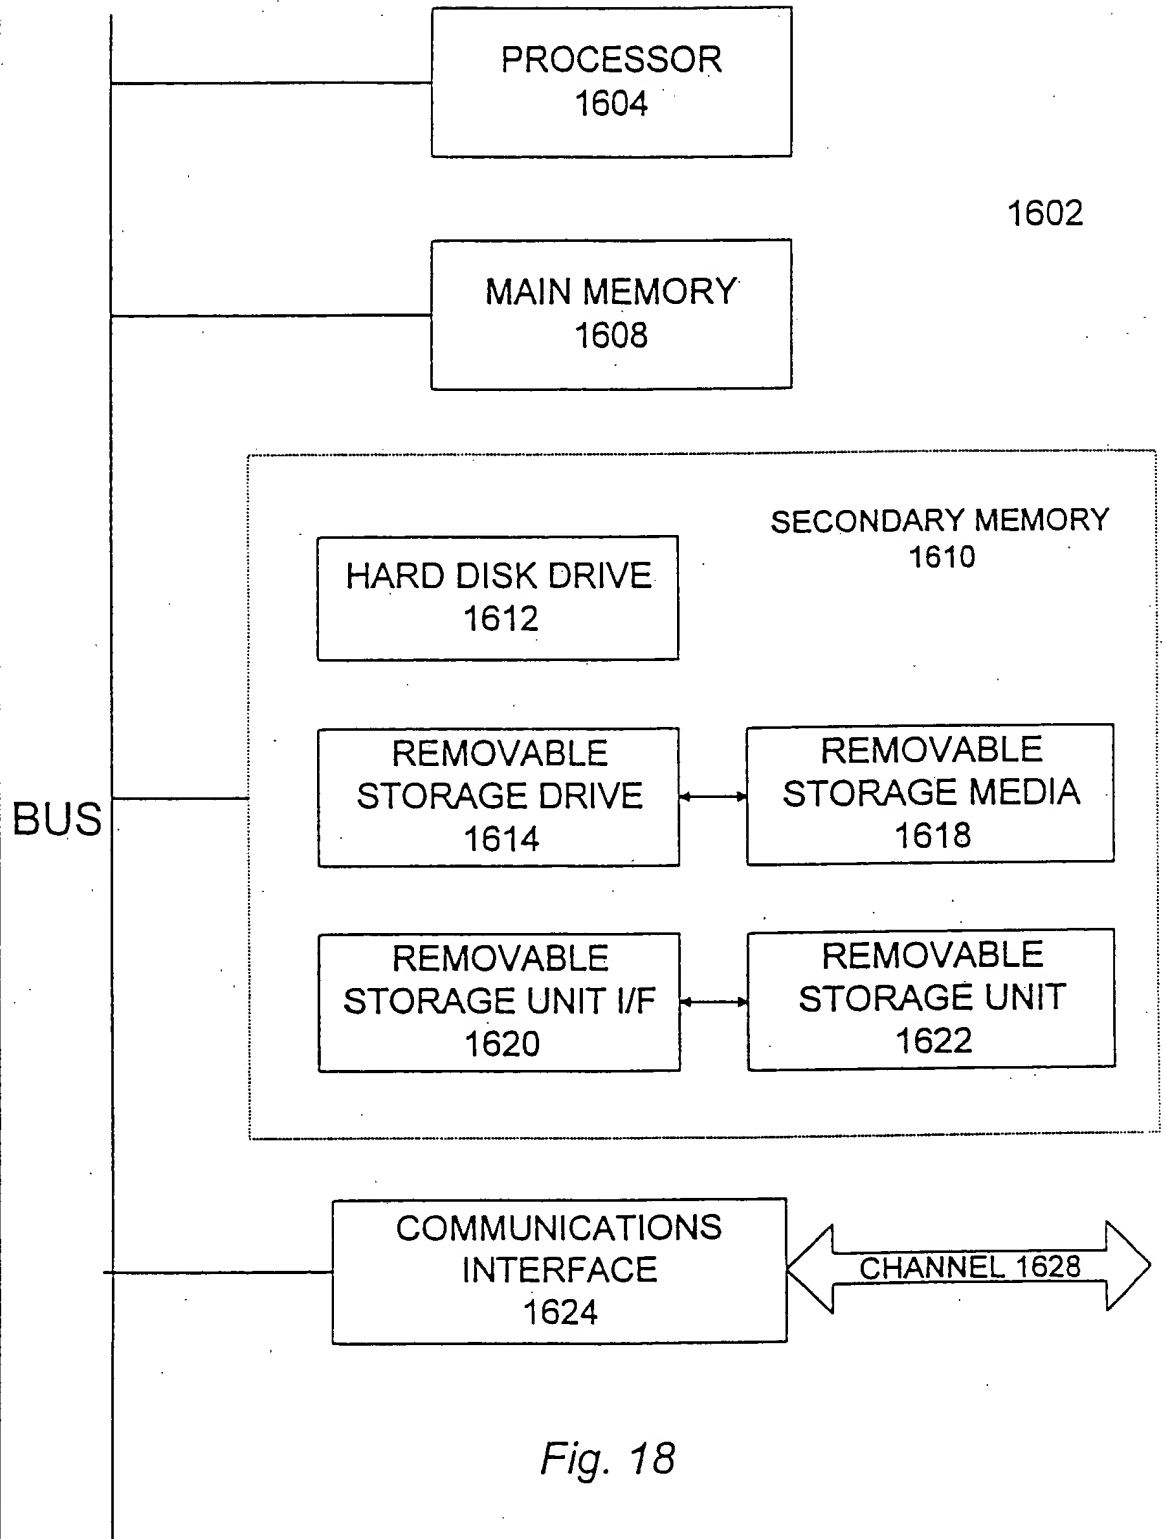 PROCESSOR
1604
1602
MAIN MEMORY
1608
SECONDARY MEMORY
1610
HARD DISK DRIVE
1612
REMOVABLE
STORAGE DRIVE
1614
REMOVABLE
STORAGE MEDIA
1618
BUS
REMOVABLE
STORAGE UNIT I/F
1620
REMOVABLE
STORAGE UNIT
1622
COMMUNICATIONS
INTERFACE
1624
CHANNEL 1628
Fig. 18